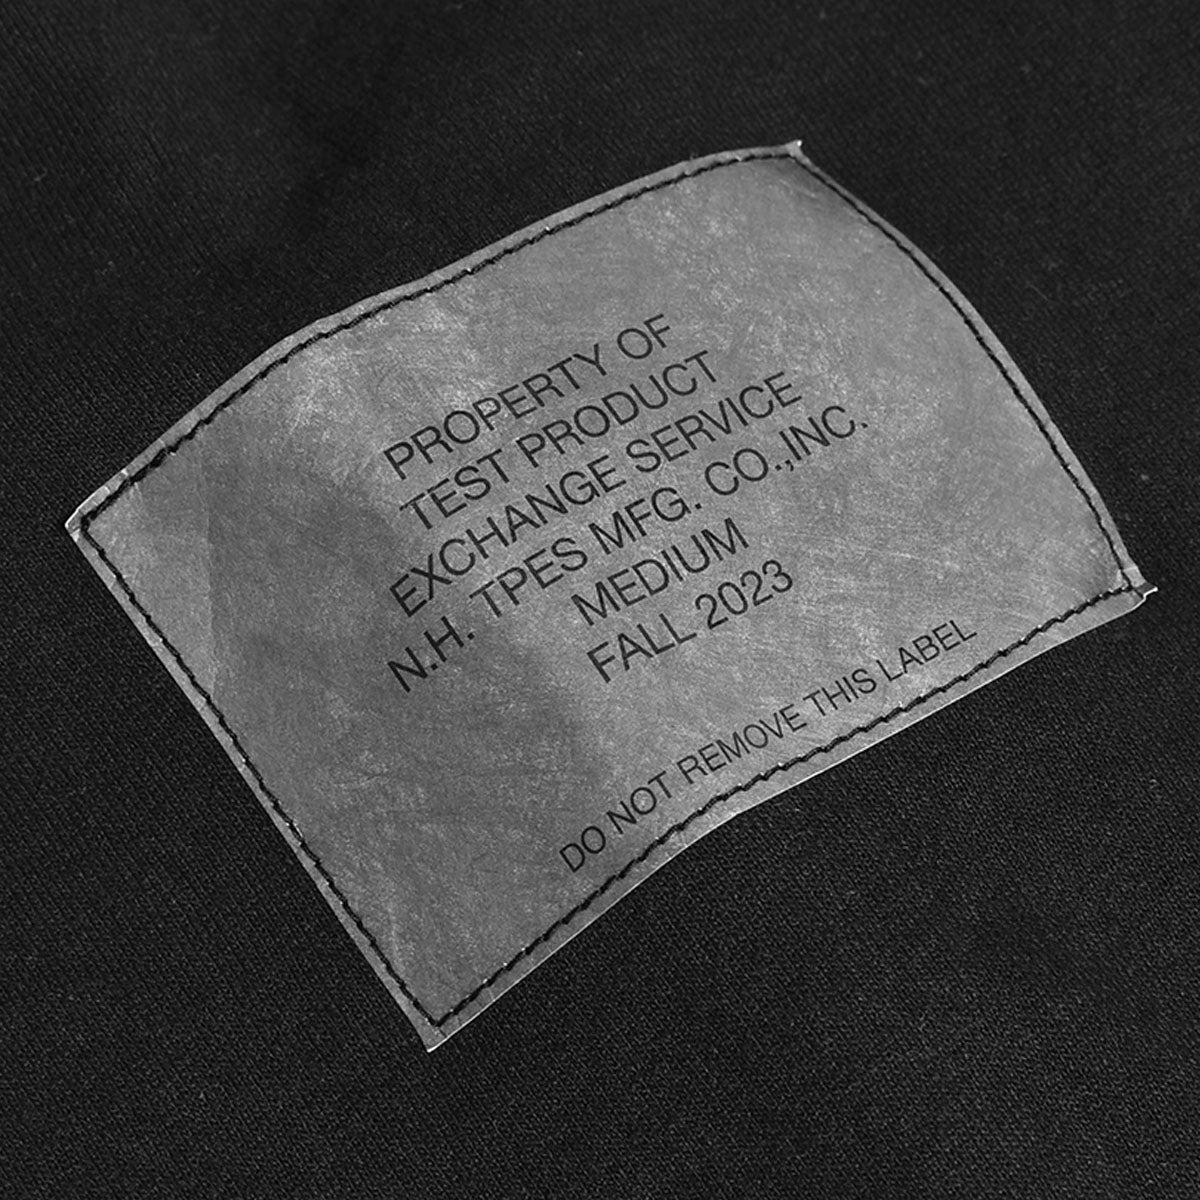 PROPERTY OF
TEST PRODUCT
EXCHANGE SERVICE
N.H. TPES MFG. CO.,INC.
MEDIUM
FALL 2023
DO NOT REMOVE THIS LABEL